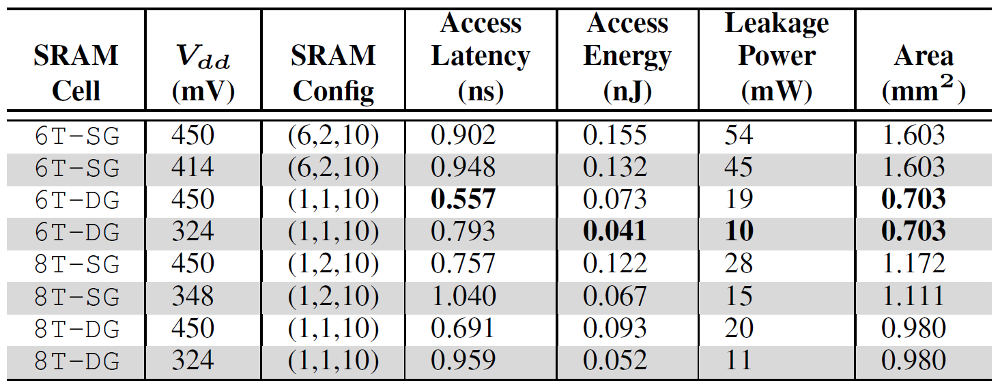 SRAM Cell | Vdd (mV) | SRAM Config | Access Latency (ns) | Access Energy (nJ) | Leakage Power (mW) | Area (mm²)
6T-SG | 450 | (6,2,10) | 0.902 | 0.155 | 54 | 1.603
6T-SG | 414 | (6,2,10) | 0.948 | 0.132 | 45 | 1.603
6T-DG | 450 | (1,1,10) | 0.557 | 0.073 | 19 | 0.703
6T-DG | 324 | (1,1,10) | 0.793 | 0.041 | 10 | 0.703
8T-SG | 450 | (1,2,10) | 0.757 | 0.122 | 28 | 1.172
8T-SG | 348 | (1,2,10) | 1.040 | 0.067 | 15 | 1.111
8T-DG | 450 | (1,1,10) | 0.691 | 0.093 | 20 | 0.980
8T-DG | 324 | (1,1,10) | 0.959 | 0.052 | 11 | 0.980